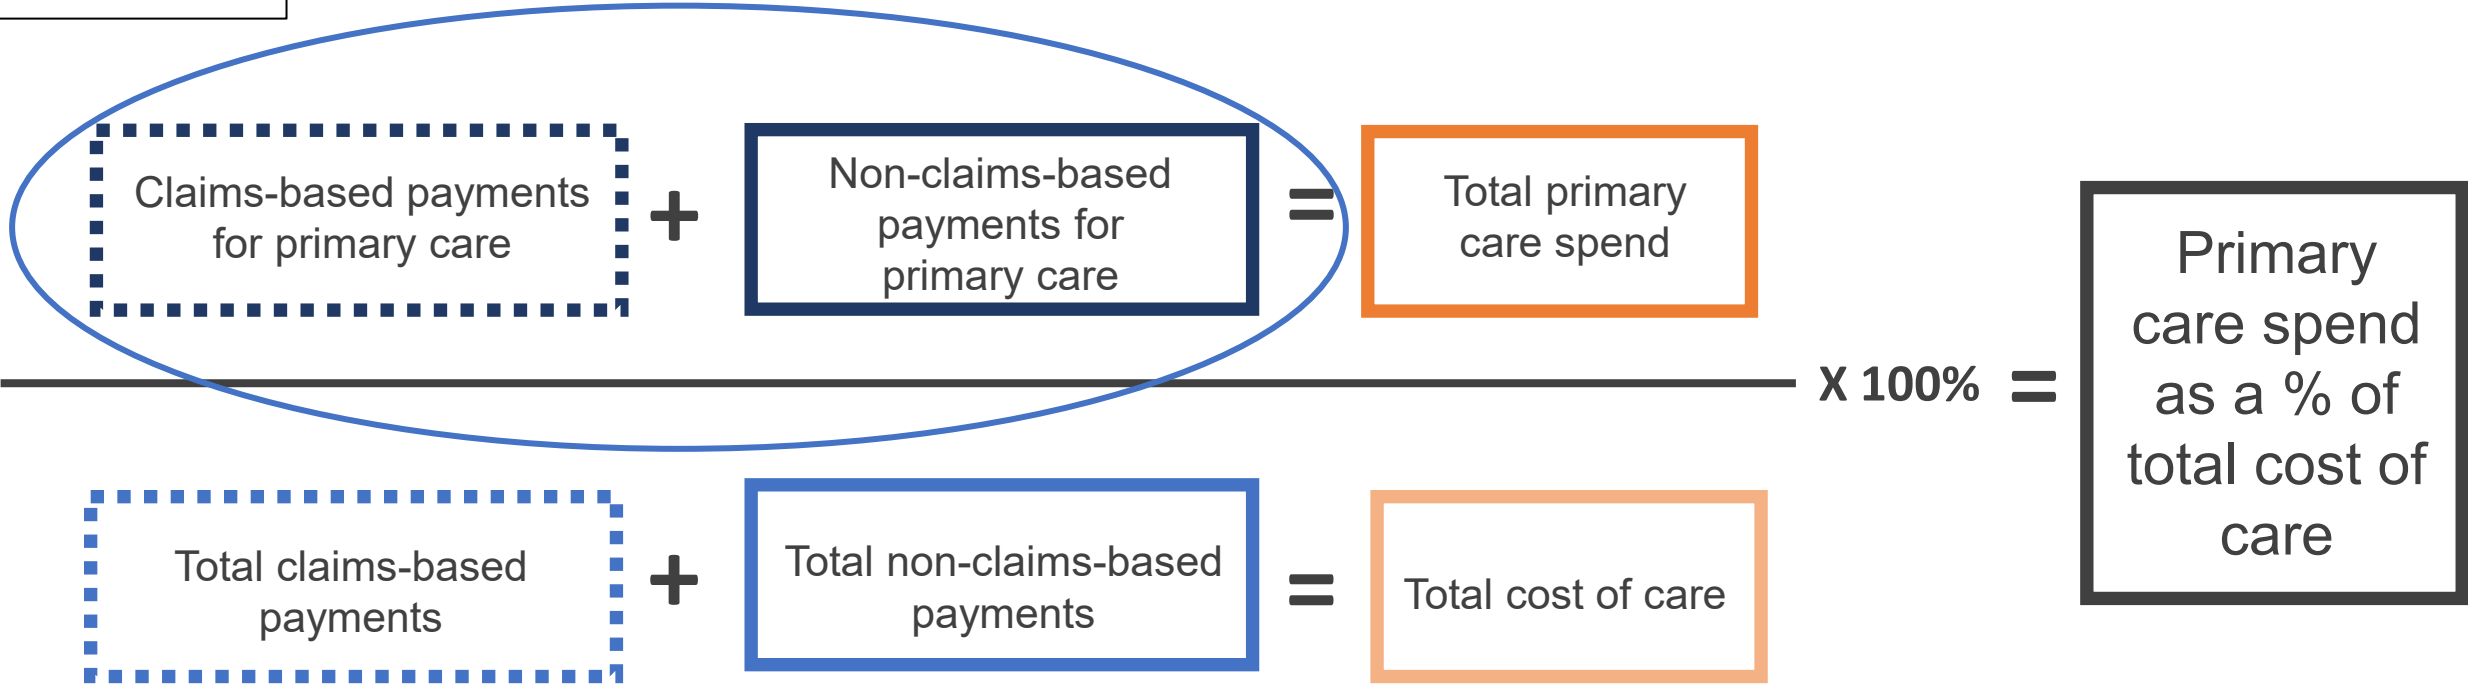 Claims-based payments
for primary care
+
Non-claims-based
payments for
primary care
=
Total primary
care spend
X 100% =
Primary
care spend
as a % of
total cost of
care
Total claims-based
payments
+
Total non-claims-based
payments
=
Total cost of care